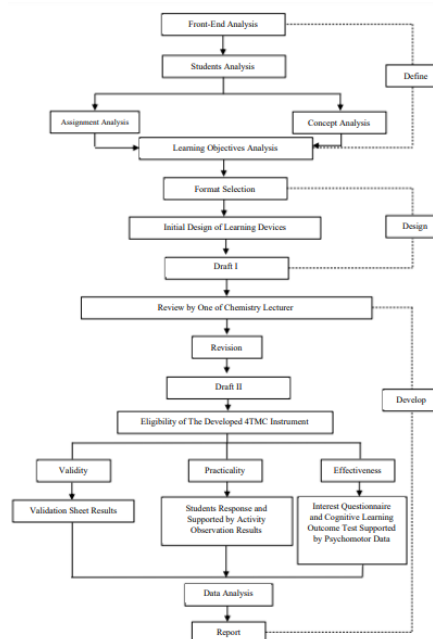 Front-End Analysis
Students Analysis
Define
Assignment Analysis
Concept Analysis
Learning Objectives Analysis
Format Selection
Initial Design of Learning Devices
Design
Draft I
Review by One of Chemistry Lecturer
Revision
Draft II
Develop
Eligibility of The Developed 4TMC Instrument
Validity
Practicality
Effectiveness
Validation Sheet Results
Students Response and
Supported by Activity
Observation Results
Interest Questionnaire
and Cognitive Learning
Outcome Test Supported
by Psychomotor Data
Data Analysis
Report